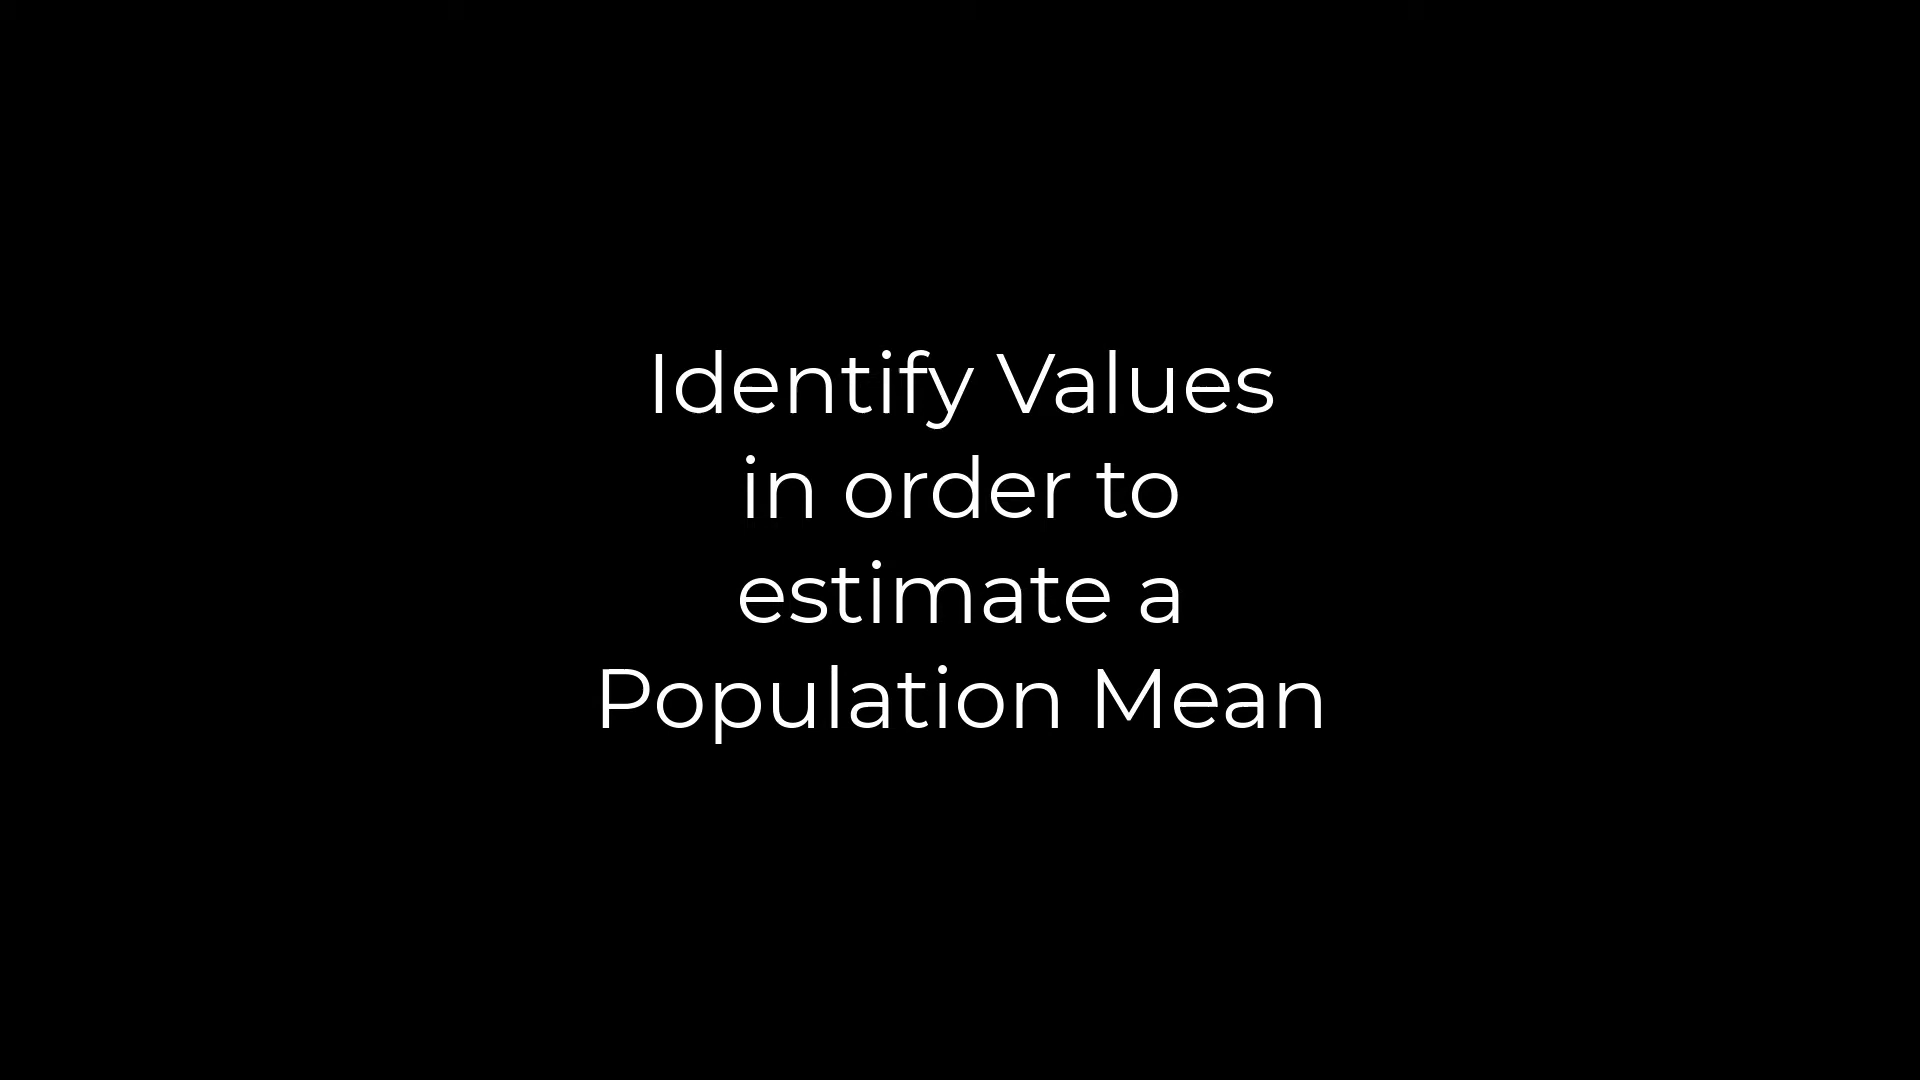 Identify Values
in order to
estimate a
Population Mean